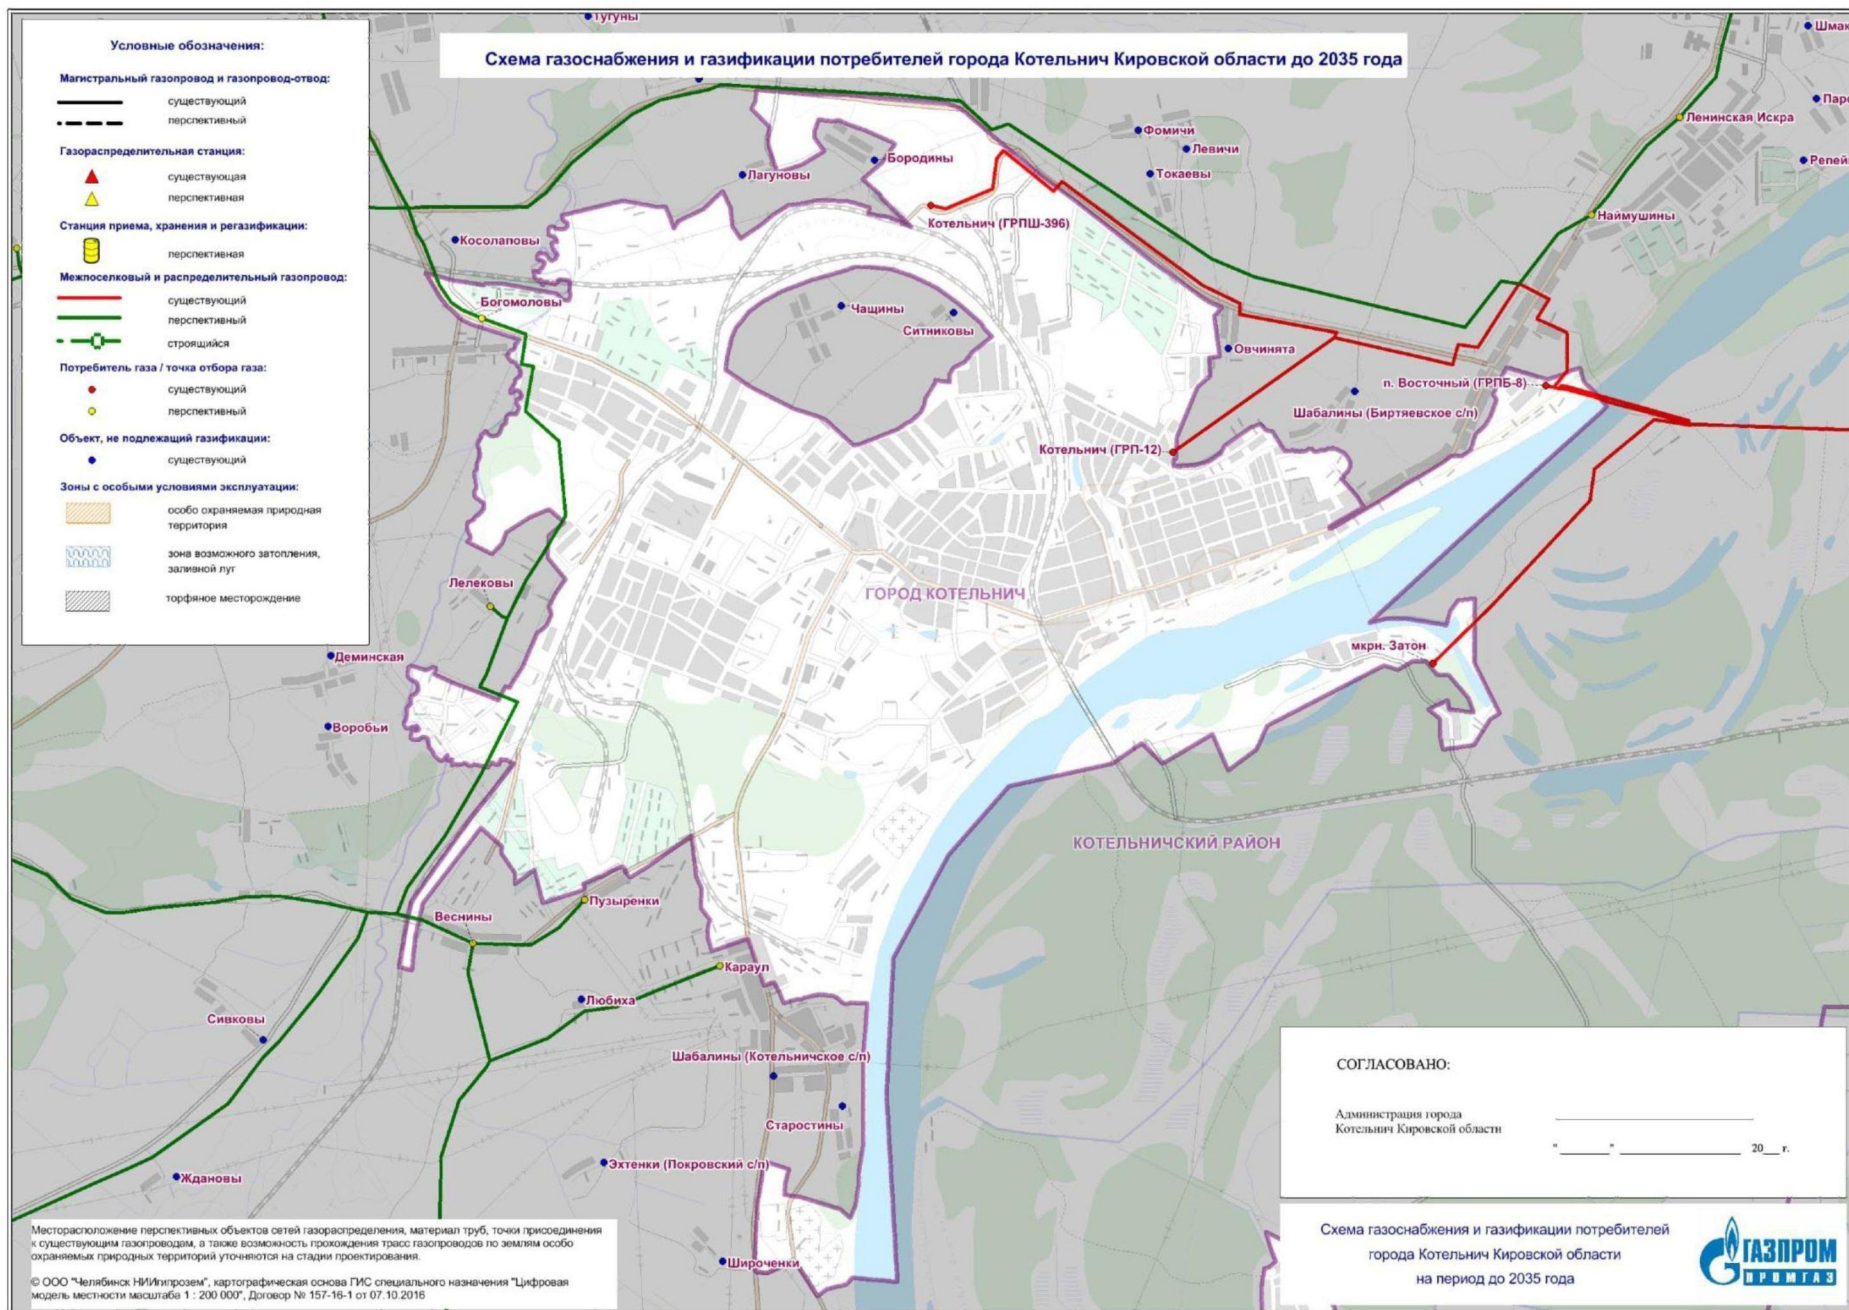 Схема газоснабжения и газификации потребителей города Котельнич Кировской области до 2035 года
Условные обозначения:
Магистральный газопровод и газопровод-отвод:
существующий
перспективный
Газораспределительная станция:
существующая
перспективная
Станция приема, хранения и регазификации:
перспективная
Межпоселковый и распределительный газопровод:
существующий
перспективный
строящийся
Потребитель газа / точка отбора газа:
существующий
перспективный
Объект, не подлежащий газификации:
существующий
Зоны с особыми условиями эксплуатации:
особо охраняемая природная
территория
зона возможного затопления,
заливной луг
торфяное месторождение
Тугуны
Ленинская Искра
Фомичи
Левичи
Токаевы
Бородины
Лагуновы
Наймушины
Котельнич (ГРПШ-396)
Косолаповы
Богомоловы
Чащины
Ситниковы
Овчинята
п. Восточный (ГРПБ-8)
Шабалины (Биртяевское с/п)
Котельнич (ГРП-12)
Лелековы
ГОРОД КОТЕЛЬНИЧ
мкрн. Затон
Деминская
Воробьи
КОТЕЛЬНИЧСКИЙ РАЙОН
Пузыренки
Веснины
Караул
Любиха
Сивковы
Шабалины (Котельничское с/п)
Старостины
Эхтенки (Покровский с/п)
Ждановы
Широченки
СОГЛАСОВАНО:
Администрация города
Котельнич Кировской области
"______" ____________ 20__ г.
Месторасположение перспективных объектов сетей газораспределения, материал труб, точки присоединения
к существующим газопроводам, а также возможность прохождения трасс газопроводов по землям особо
охраняемых природных территорий уточняются на стадии проектирования.
© ООО "Челябинск НИИгипрозем", картографическая основа ГИС специального назначения "Цифровая
модель местности масштаба 1 : 200 000", Договор № 157-16-1 от 07.10.2016
Схема газоснабжения и газификации потребителей
города Котельнич Кировской области
на период до 2035 года
ГАЗПРОМ
ПРОМГАЗ